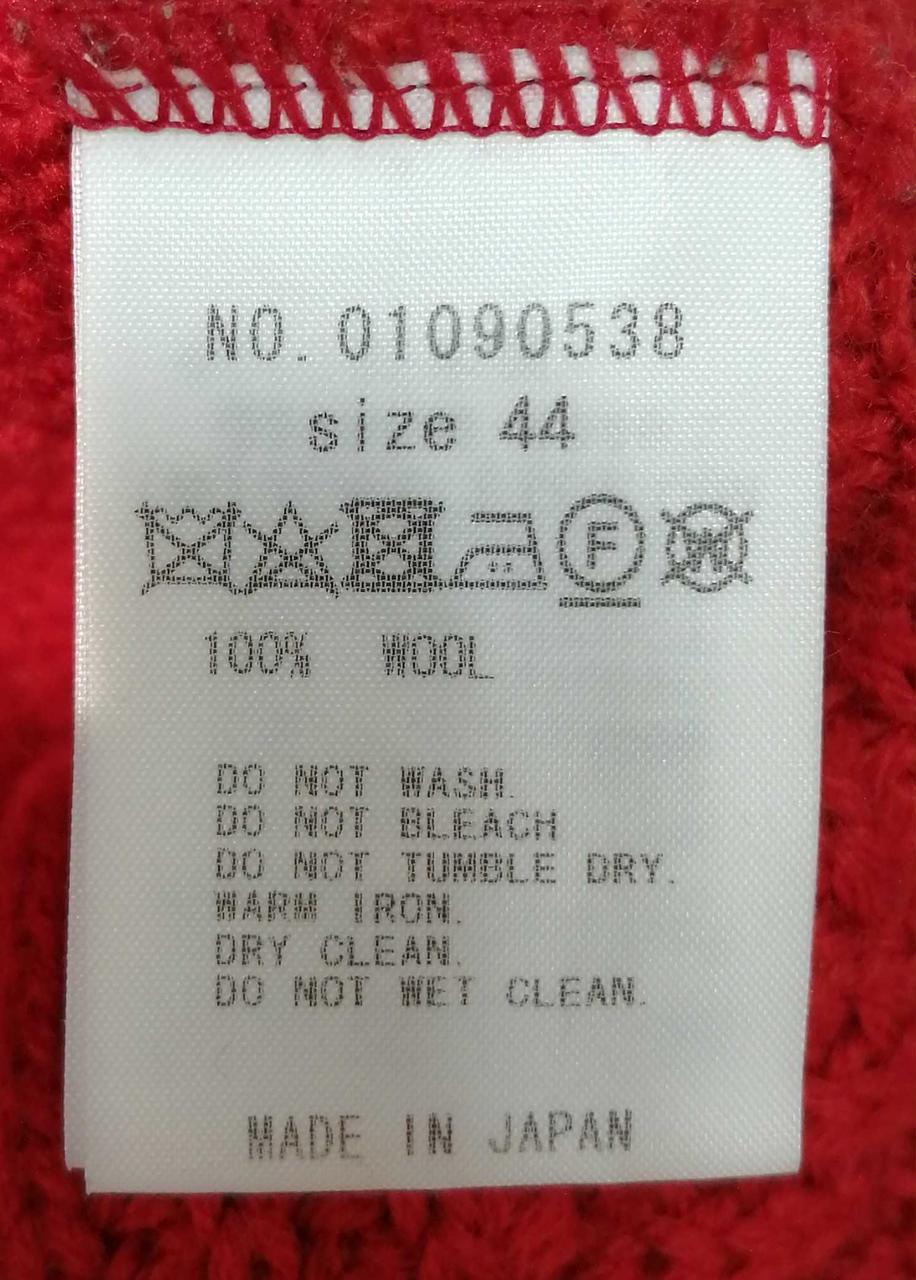 NO. 01090538
size 44
F W
100% WOOL
DO NOT WASH.
DO NOT BLEACH
DO NOT TUMBLE DRY.
WARM IRON.
DRY CLEAN.
DO NOT WET CLEAN.
MADE IN JAPAN